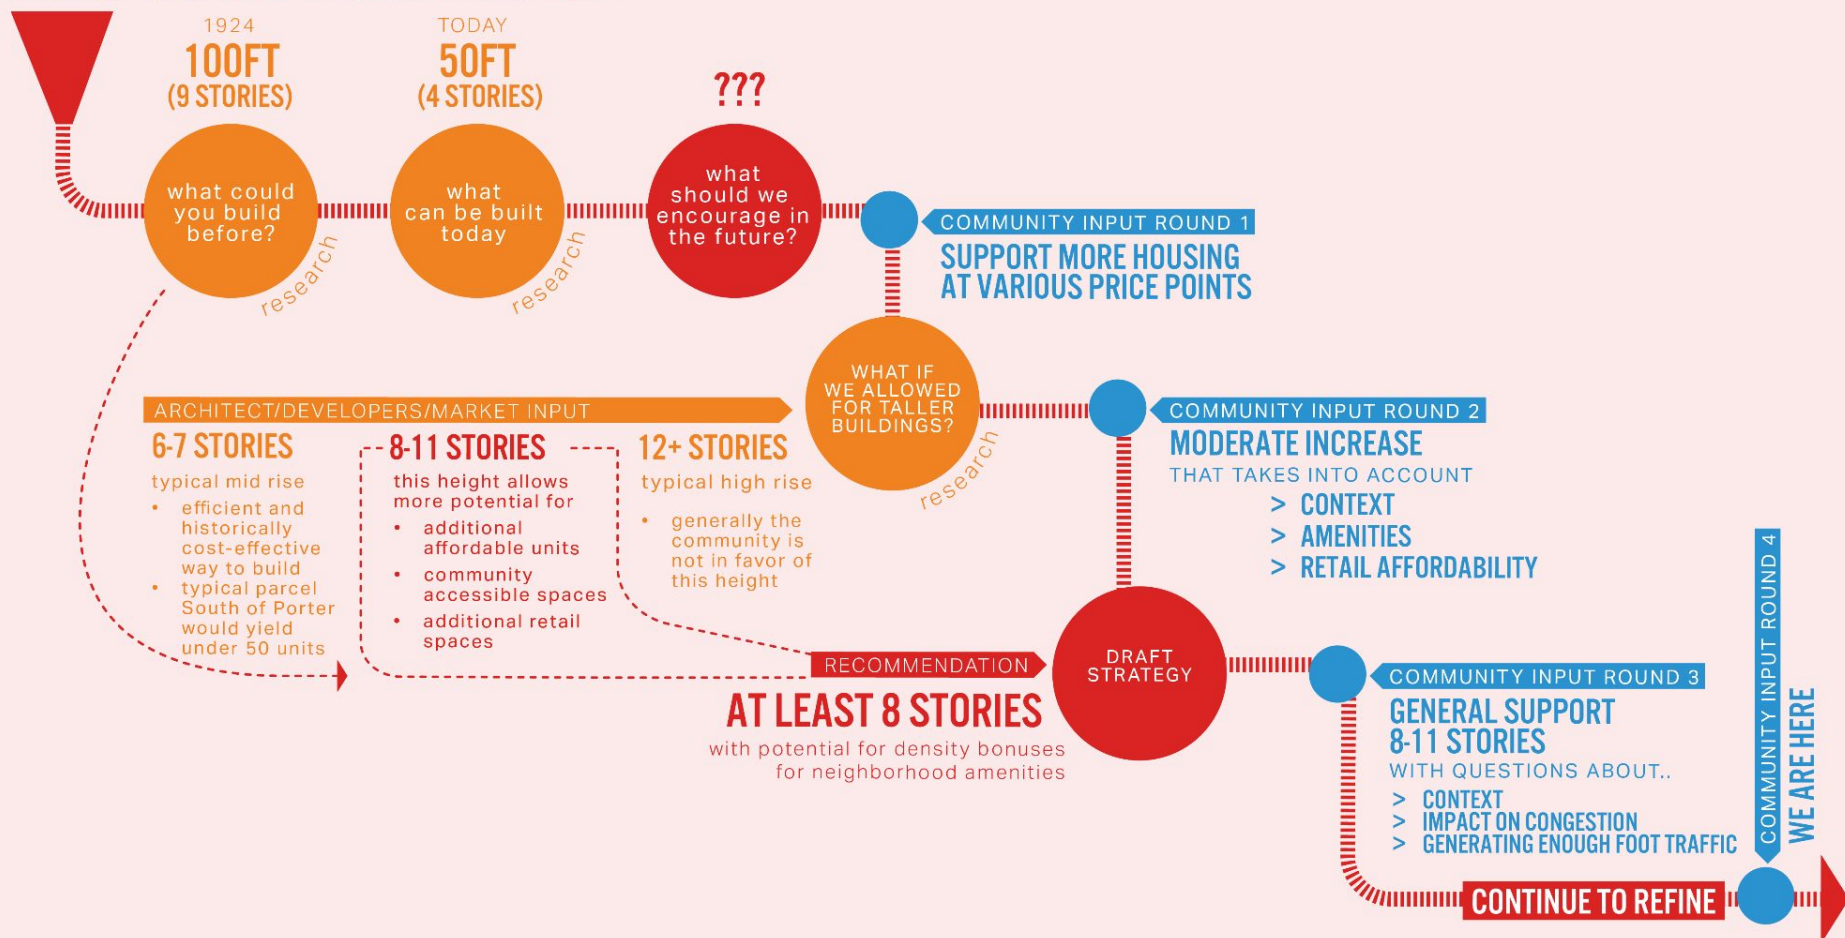 1924
100FT
(9 STORIES)
what could
you build
before?
research
TODAY
50FT
(4 STORIES)
what
can be built
today
research
???
what
should we
encourage in
the future?
COMMUNITY INPUT ROUND 1
SUPPORT MORE HOUSING
AT VARIOUS PRICE POINTS
WHAT IF
WE ALLOWED
FOR TALLER
BUILDINGS?
research
ARCHITECT/DEVELOPERS/MARKET INPUT
6-7 STORIES
typical mid rise
• efficient and
historically
cost-effective
way to build
• typical parcel
South of Porter
would yield
under 50 units
8-11 STORIES
this height allows
more potential for
• additional
affordable units
• community
accessible spaces
• additional retail
spaces
12+ STORIES
typical high rise
• generally the
community is
not in favor of
this height
COMMUNITY INPUT ROUND 2
MODERATE INCREASE
THAT TAKES INTO ACCOUNT
> CONTEXT
> AMENITIES
> RETAIL AFFORDABILITY
RECOMMENDATION
AT LEAST 8 STORIES
with potential for density bonuses
for neighborhood amenities
DRAFT
STRATEGY
COMMUNITY INPUT ROUND 3
GENERAL SUPPORT
8-11 STORIES
WITH QUESTIONS ABOUT..
> CONTEXT
> IMPACT ON CONGESTION
> GENERATING ENOUGH FOOT TRAFFIC
COMMUNITY INPUT ROUND 4
WE ARE HERE
CONTINUE TO REFINE